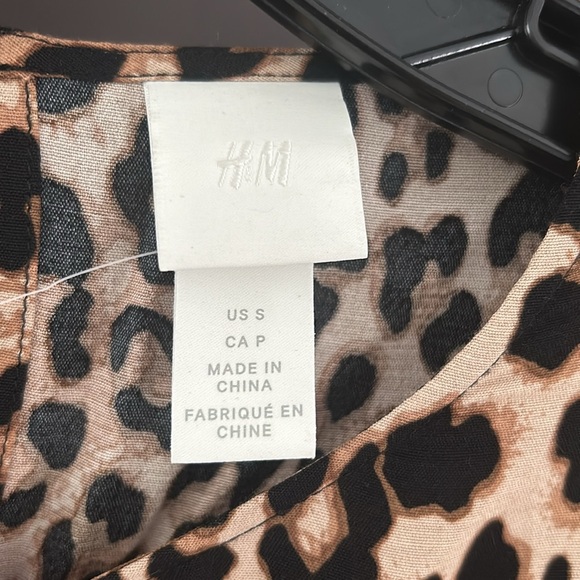 H&M
US S
CA P
MADE IN
CHINA
FABRIQUÉ EN
CHINE